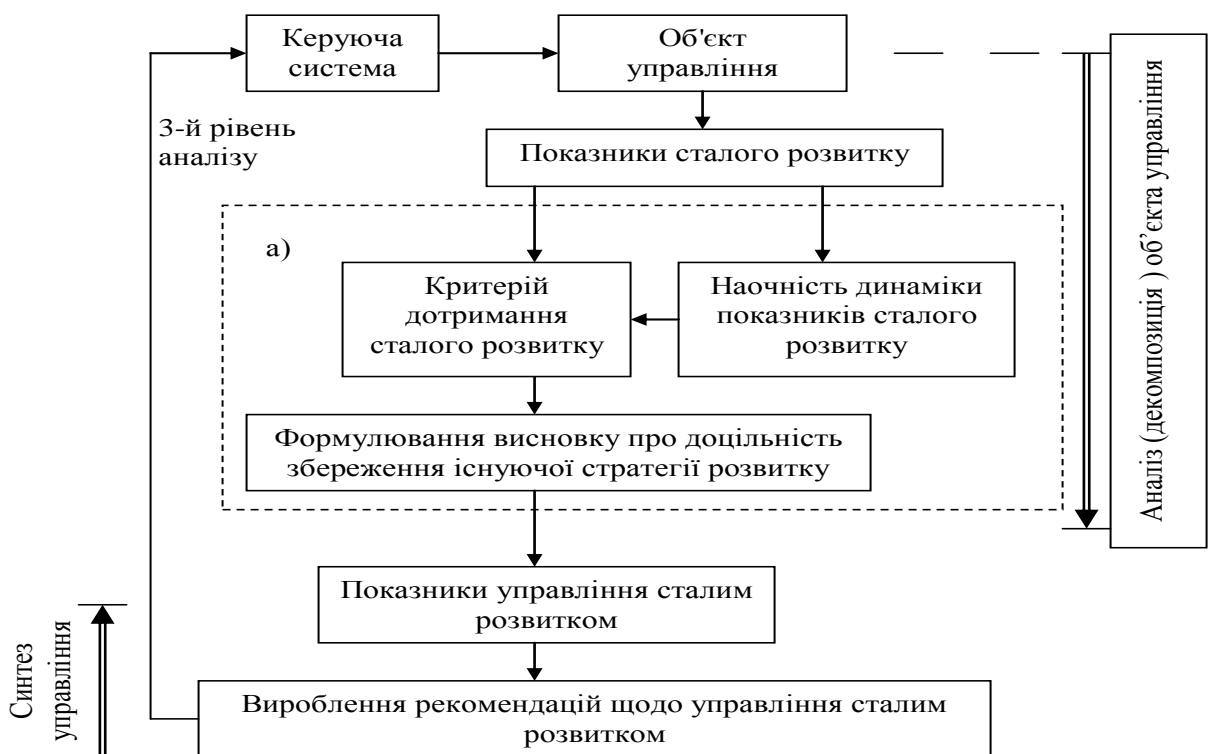 Керуюча
система
Об'єкт
управління
3-й рівень
аналізу
Показники сталого розвитку
а)
Критерій
дотримання
сталого розвитку
Наочність динаміки
показників сталого
розвитку
Формулювання висновку про доцільність
збереження існуючої стратегії розвитку
Показники управління сталим
розвитком
Вироблення рекомендацій щодо управління сталим
розвитком
Аналіз (декомпозиція ) об’єкта управління
Синтез
управління